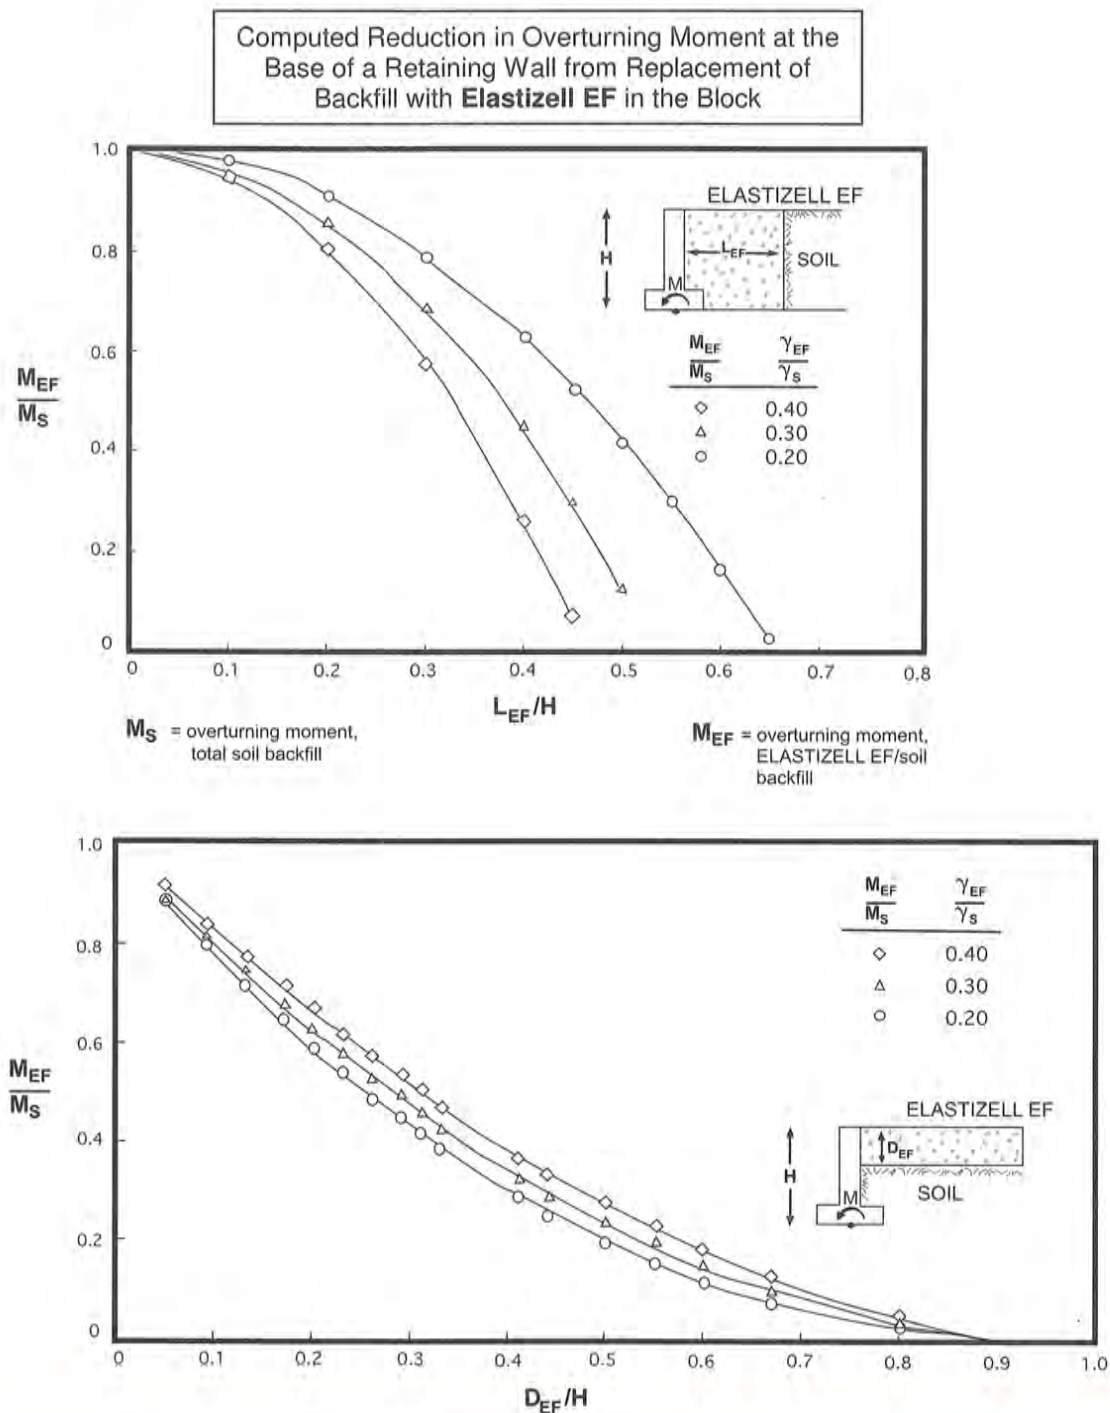 Computed Reduction in Overturning Moment at the
Base of a Retaining Wall from Replacement of
Backfill with Elastizell EF in the Block
1.0
0.8
0.6
0.4
0.2
0
M_EF
M_S
ELASTIZELL EF
H
L_EF
SOIL
M
M_EF γ_EF
M_S γ_S
◇ 0.40
△ 0.30
○ 0.20
0 0.1 0.2 0.3 0.4 0.5 0.6 0.7 0.8
L_EF/H
M_S = overturning moment,
total soil backfill
M_EF = overturning moment,
ELASTIZELL EF/soil
backfill
1.0
0.8
0.6
0.4
0.2
0
M_EF
M_S
M_EF γ_EF
M_S γ_S
◇ 0.40
△ 0.30
○ 0.20
ELASTIZELL EF
H
D_EF
SOIL
M
0 0.1 0.2 0.3 0.4 0.5 0.6 0.7 0.8 0.9 1.0
D_EF/H